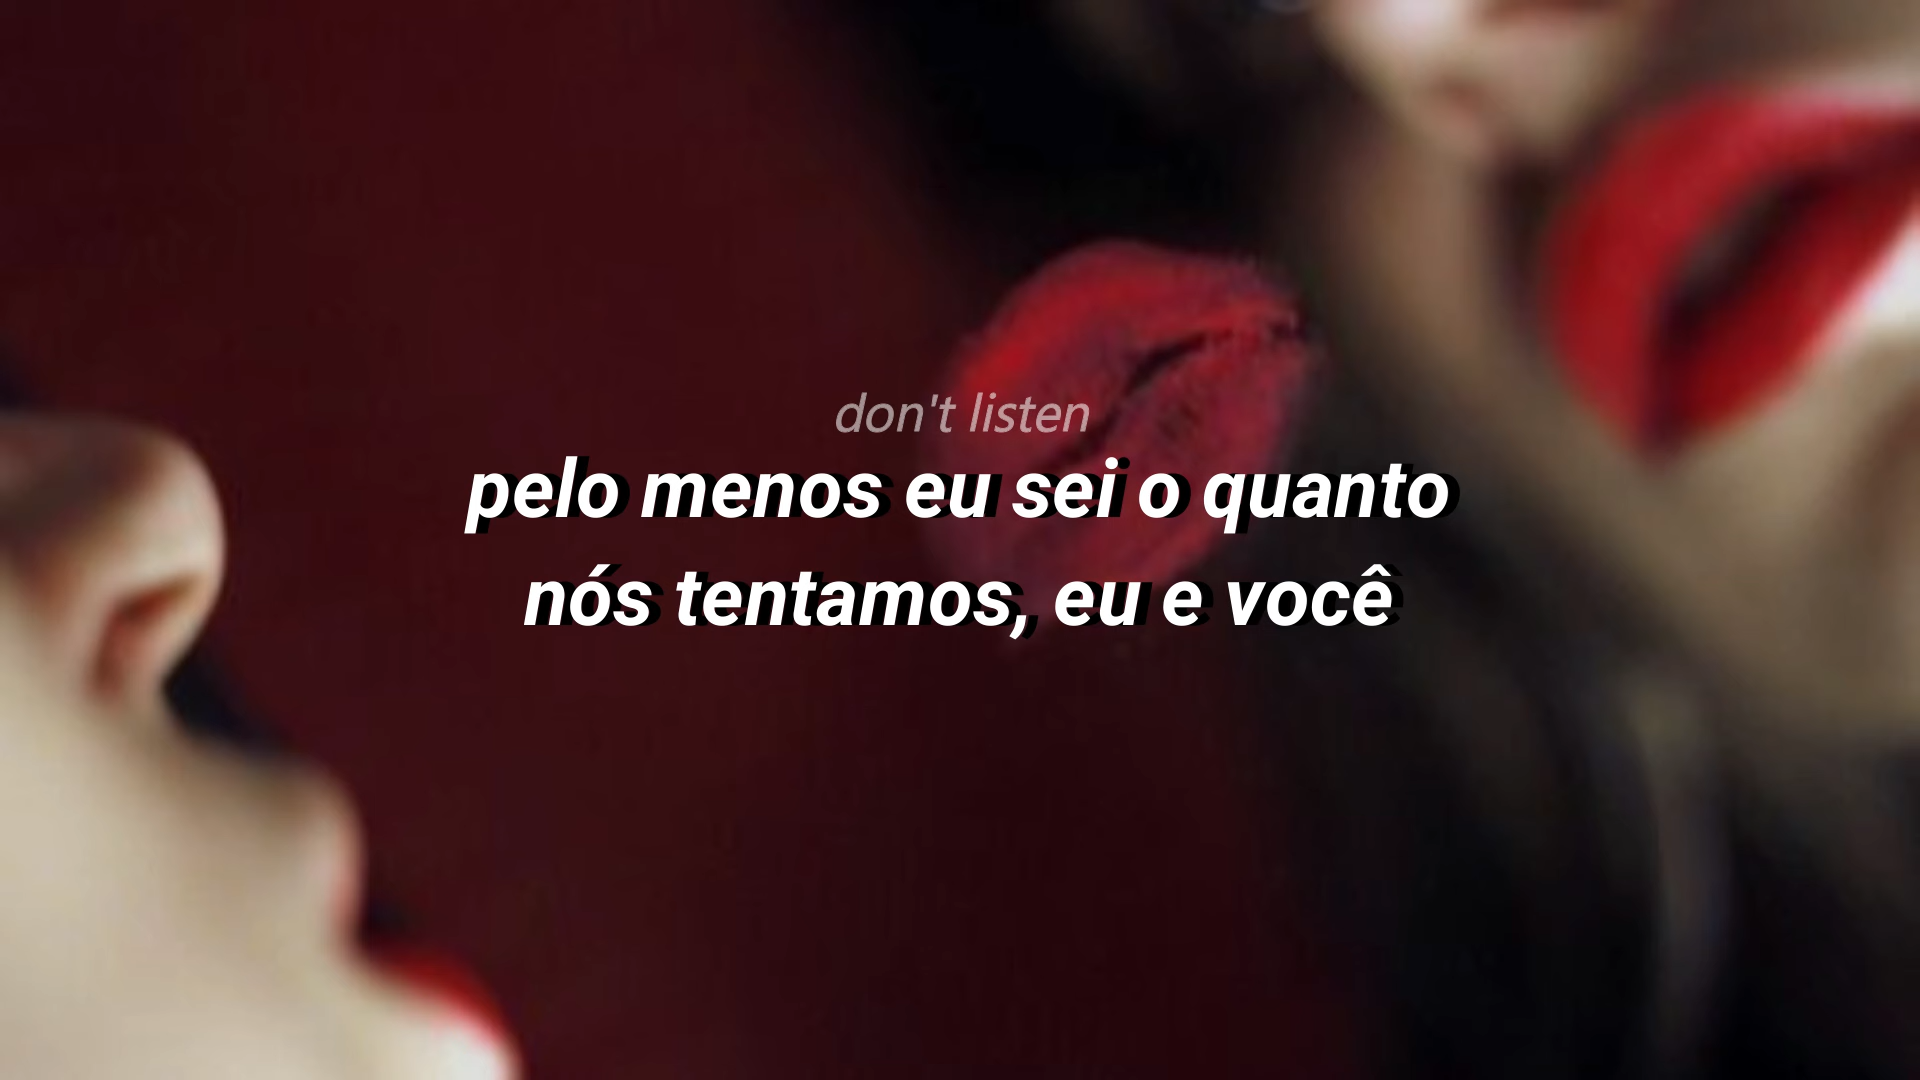 don't listen
pelo menos eu sei o quanto
nós tentamos, eu e você